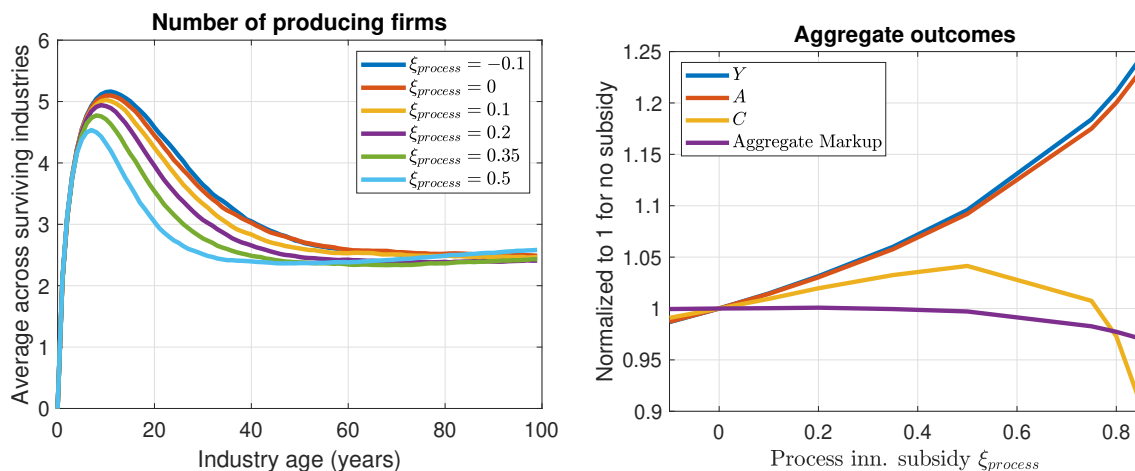 Number of producing firms
Average across surviving industries
6
5
4
3
2
1
0
0 20 40 60 80 100
Industry age (years)
ξprocess = −0.1
ξprocess = 0
ξprocess = 0.1
ξprocess = 0.2
ξprocess = 0.35
ξprocess = 0.5
Aggregate outcomes
Normalized to 1 for no subsidy
1.25
1.2
1.15
1.1
1.05
1
0.95
0.9
0 0.2 0.4 0.6 0.8
Process inn. subsidy ξprocess
Y
A
C
Aggregate Markup